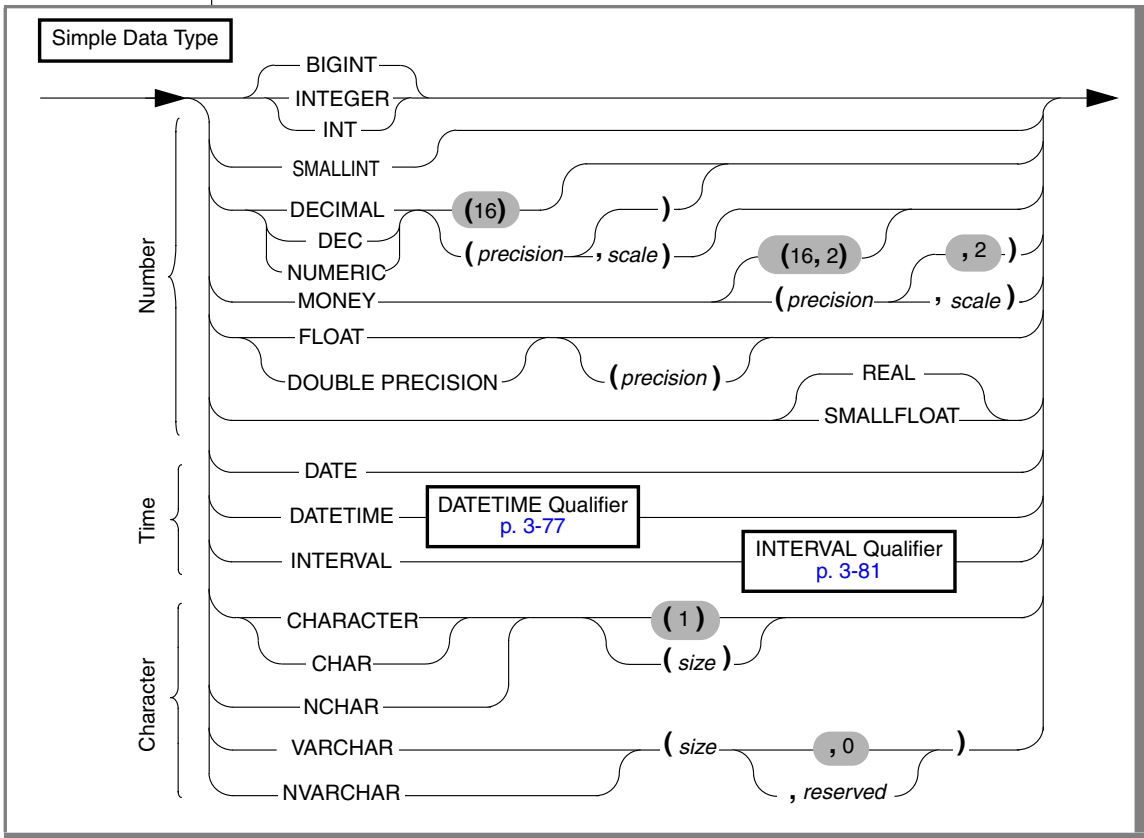 Simple Data Type
BIGINT
INTEGER
INT
SMALLINT
DECIMAL (16) )
DEC (precision , scale)
NUMERIC (16, 2) , 2 )
MONEY (precision , scale)
FLOAT
DOUBLE PRECISION (precision)
REAL
SMALLFLOAT
Number
DATE
DATETIME DATETIME Qualifier
p. 3-77
INTERVAL INTERVAL Qualifier
p. 3-81
Time
CHARACTER (1)
CHAR (size)
NCHAR
VARCHAR (size , 0 )
NVARCHAR , reserved
Character